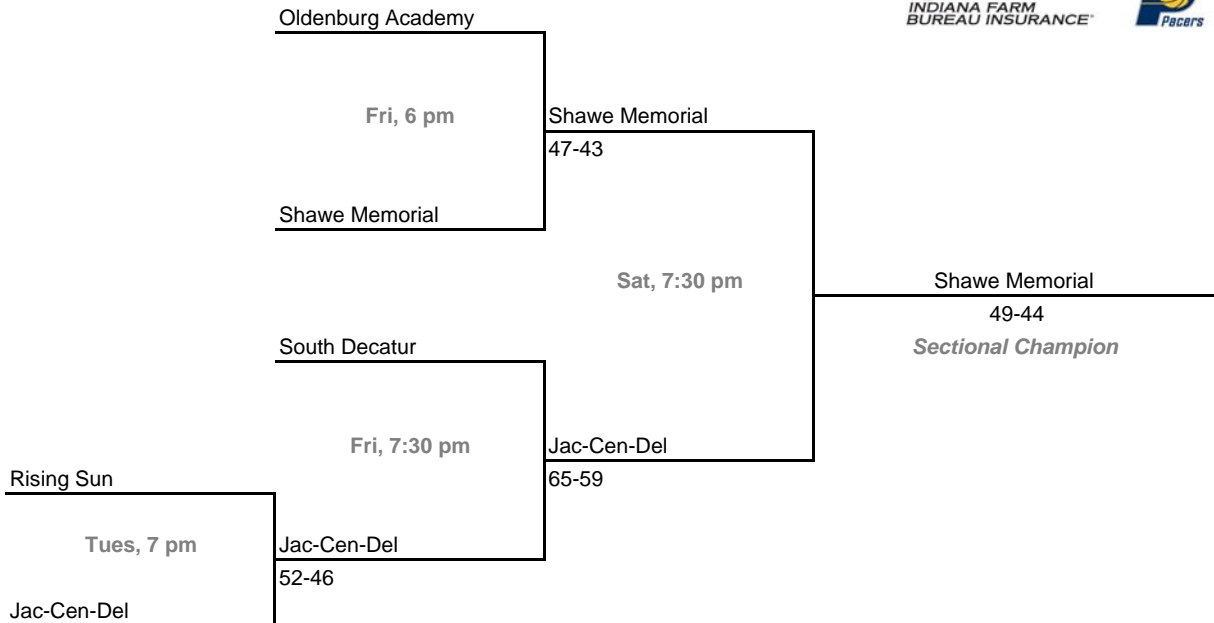 INDIANA FARM
BUREAU INSURANCE
Pacers
Oldenburg Academy
Fri, 6 pm
Shawe Memorial
47-43
Shawe Memorial
Sat, 7:30 pm
Shawe Memorial
49-44
Sectional Champion
South Decatur
Fri, 7:30 pm
Jac-Cen-Del
65-59
Rising Sun
Tues, 7 pm
Jac-Cen-Del
52-46
Jac-Cen-Del